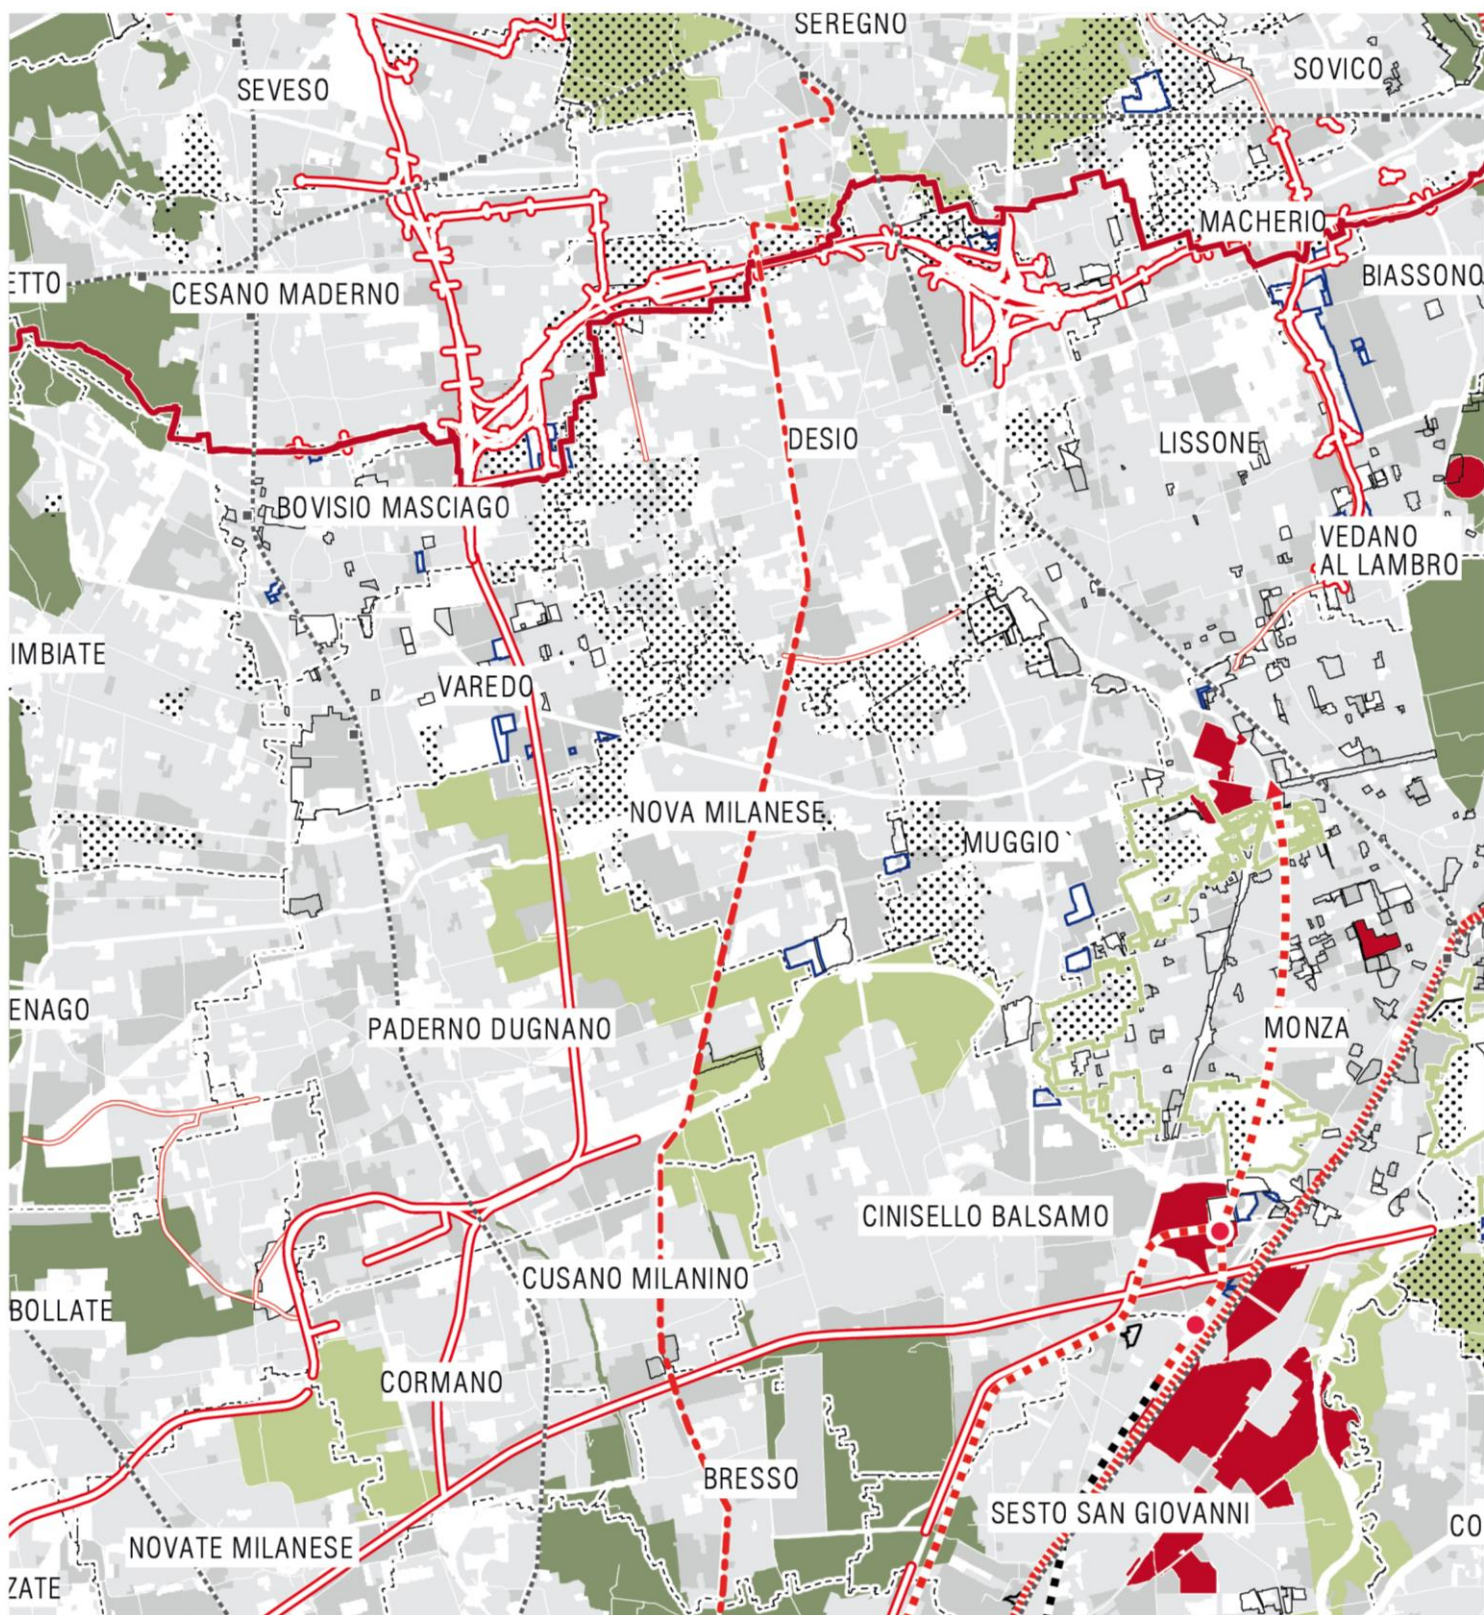 SEREGNO
SEVESO
SOVICO
MACHERIO
ETTO
CESANO MADERNO
BIASSONO
DESIO
LISSONE
BOVISIO MASCIAGO
VEDANO
AL LAMBRO
IMBIATE
VAREDO
NOVA MILANESE
MUGGIO`
ENAGO
PADERNO DUGNANO
MONZA
CINISELLO BALSAMO
CUSANO MILANINO
BOLLATE
CORMANO
BRESSO
SESTO SAN GIOVANNI
CO
NOVATE MILANESE
ZATE